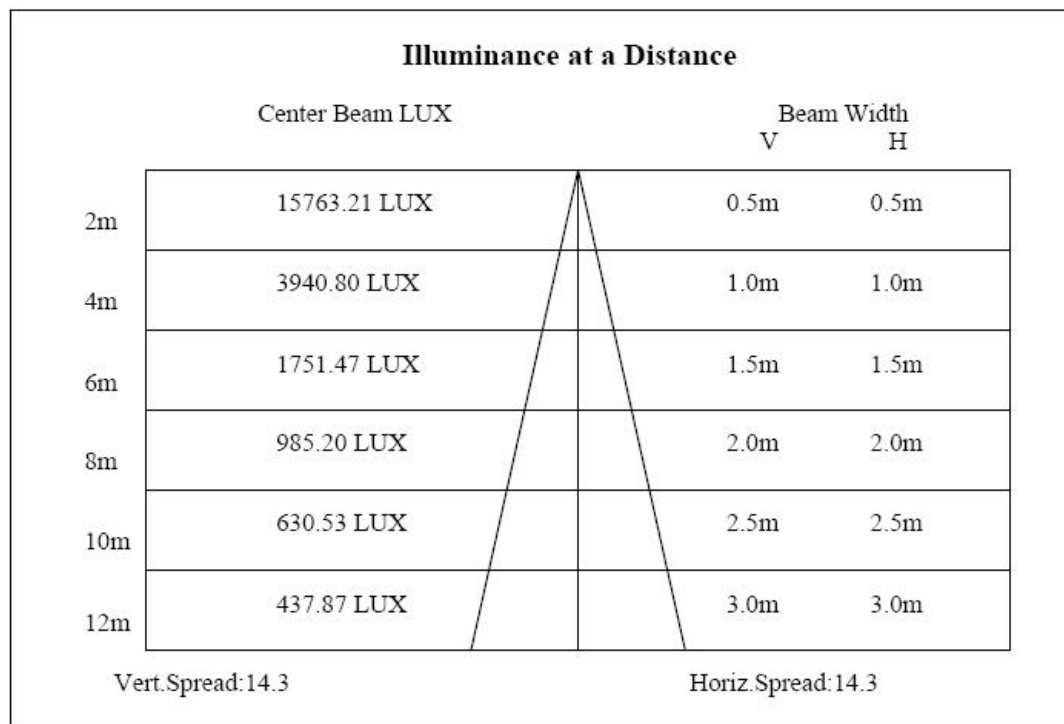 Illuminance at a Distance
Center Beam LUX Beam Width
V H
2m 15763.21 LUX 0.5m 0.5m
4m 3940.80 LUX 1.0m 1.0m
6m 1751.47 LUX 1.5m 1.5m
8m 985.20 LUX 2.0m 2.0m
10m 630.53 LUX 2.5m 2.5m
12m 437.87 LUX 3.0m 3.0m
Vert.Spread:14.3 Horiz.Spread:14.3